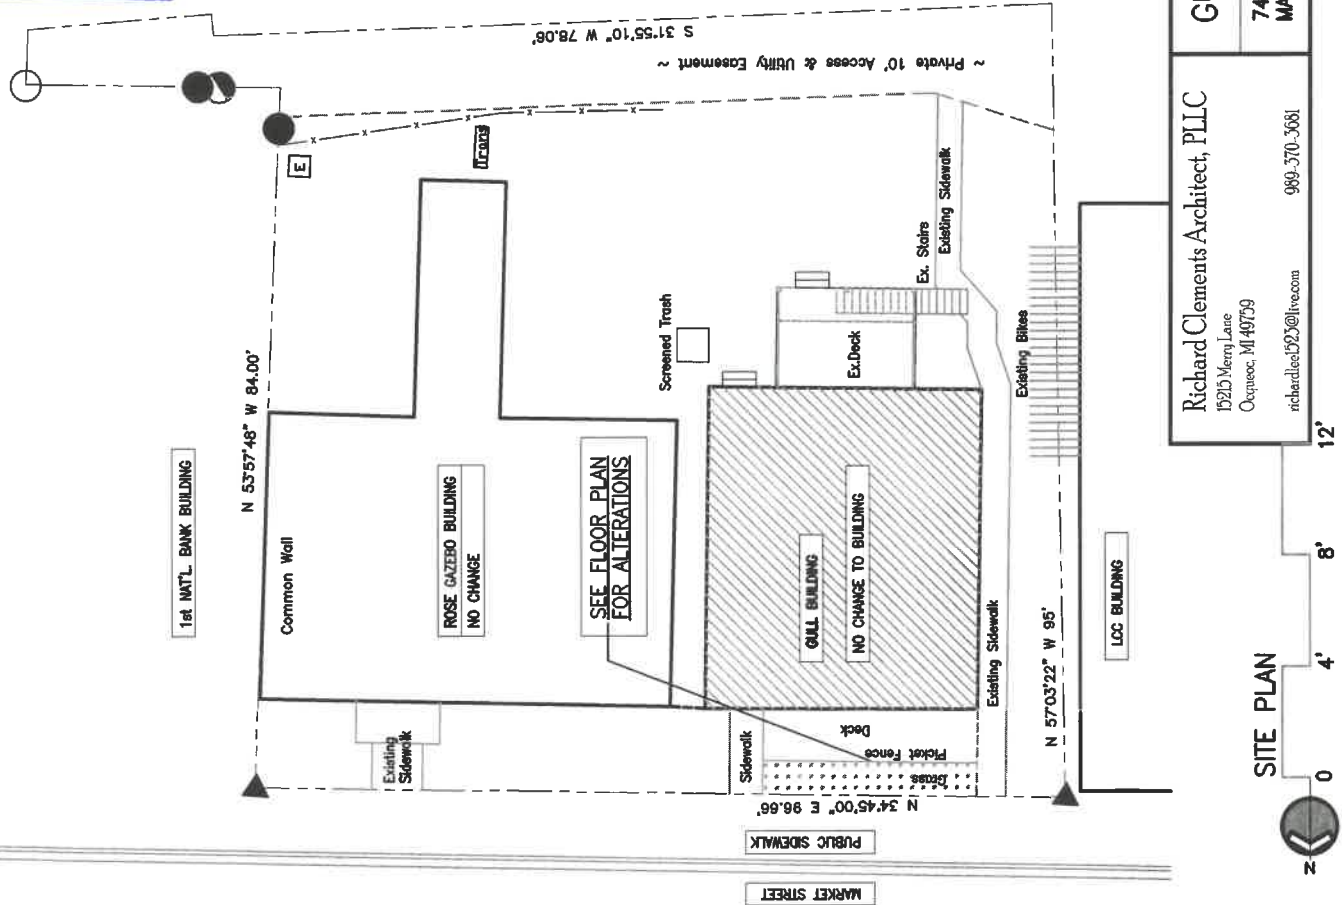 S 31°55'10" W 78.06'
~ Private 10' Access & Utility Easement ~
E
Trans
1st NAT'L. BANK BUILDING
N 53°57'48" W 84.00'
Common Wall
ROSE GAZEBO BUILDING
NO CHANGE
SEE FLOOR PLAN
FOR ALTERATIONS
Screened Trash
Ex.Deck
Ex. Stairs
Existing Sidewalk
Existing Bikes
GULL BUILDING
NO CHANGE TO BUILDING
Existing Sidewalk
Existing
Sidewalk
Sidewalk
Deck
Picket Fence
Grass
N 34°45'00" E 96.66'
N 57°03'22" W 95'
LCC BUILDING
PUBLIC SIDEWALK
MARKET STREET
SITE PLAN
N
0 4' 8' 12'
Richard Clements Architect, PLLC
15215 Merry Lane
Ocqueoc, MI 49759
richardlee1523@live.com 989-370-3681
GU
74
MA